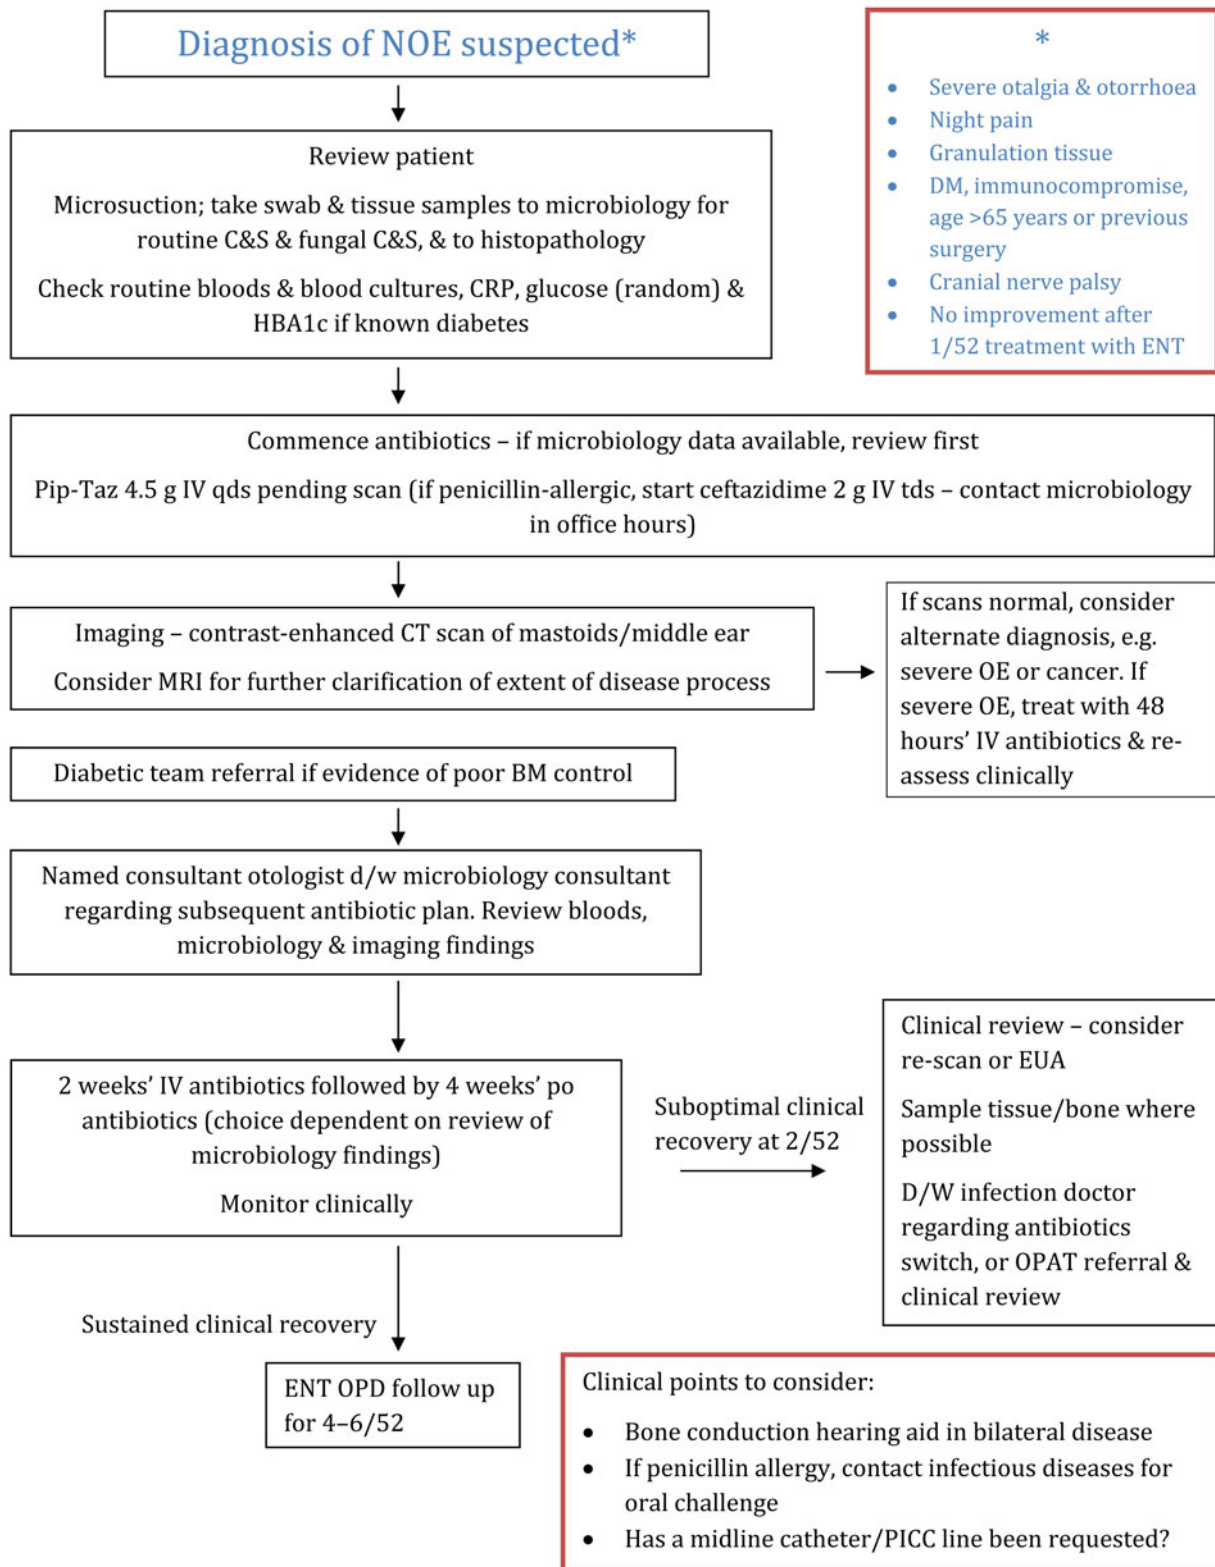 Diagnosis of NOE suspected*
*
• Severe otalgia & otorrhoea
• Night pain
• Granulation tissue
• DM, immunocompromise,
age >65 years or previous
surgery
• Cranial nerve palsy
• No improvement after
1/52 treatment with ENT
Review patient
Microsuction; take swab & tissue samples to microbiology for
routine C&S & fungal C&S, & to histopathology
Check routine bloods & blood cultures, CRP, glucose (random) &
HBA1c if known diabetes
Commence antibiotics – if microbiology data available, review first
Pip-Taz 4.5 g IV qds pending scan (if penicillin-allergic, start ceftazidime 2 g IV tds – contact microbiology
in office hours)
Imaging – contrast-enhanced CT scan of mastoids/middle ear
Consider MRI for further clarification of extent of disease process
If scans normal, consider
alternate diagnosis, e.g.
severe OE or cancer. If
severe OE, treat with 48
hours’ IV antibiotics & re-
assess clinically
Diabetic team referral if evidence of poor BM control
Named consultant otologist d/w microbiology consultant
regarding subsequent antibiotic plan. Review bloods,
microbiology & imaging findings
2 weeks’ IV antibiotics followed by 4 weeks’ po
antibiotics (choice dependent on review of
microbiology findings)
Monitor clinically
Suboptimal clinical
recovery at 2/52
Clinical review – consider
re-scan or EUA
Sample tissue/bone where
possible
D/W infection doctor
regarding antibiotics
switch, or OPAT referral &
clinical review
Sustained clinical recovery
ENT OPD follow up
for 4–6/52
Clinical points to consider:
• Bone conduction hearing aid in bilateral disease
• If penicillin allergy, contact infectious diseases for
oral challenge
• Has a midline catheter/PICC line been requested?